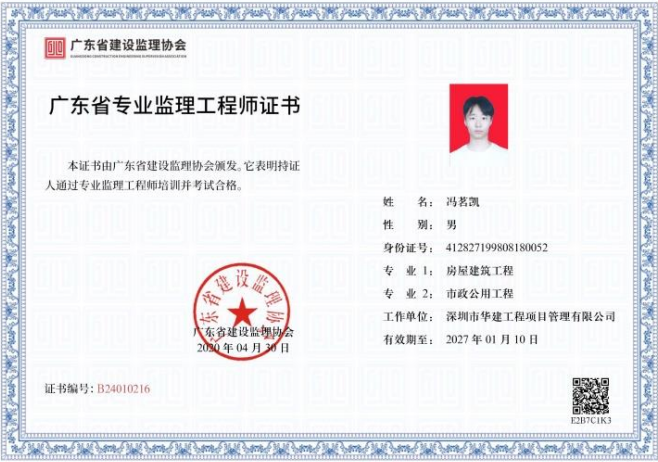 广东省建设监理协会
GUANGDONG CONSTRUCTION ENGINEERING SUPERVISION ASSOCIATION
广东省专业监理工程师证书
本证书由广东省建设监理协会颁发。它表明持证
人通过专业监理工程师培训并考试合格。
姓 名： 冯茗凯
性 别： 男
身份证号： 412827199808180052
专 业 1： 房屋建筑工程
专 业 2： 市政公用工程
工作单位： 深圳市华建工程项目管理有限公司
有效期至： 2027 年 01 月 10 日
广东省建设监理协会
广东省建设监理协会
2020 年 04 月 30 日
证书编号： B24010216
E2B7C1K3